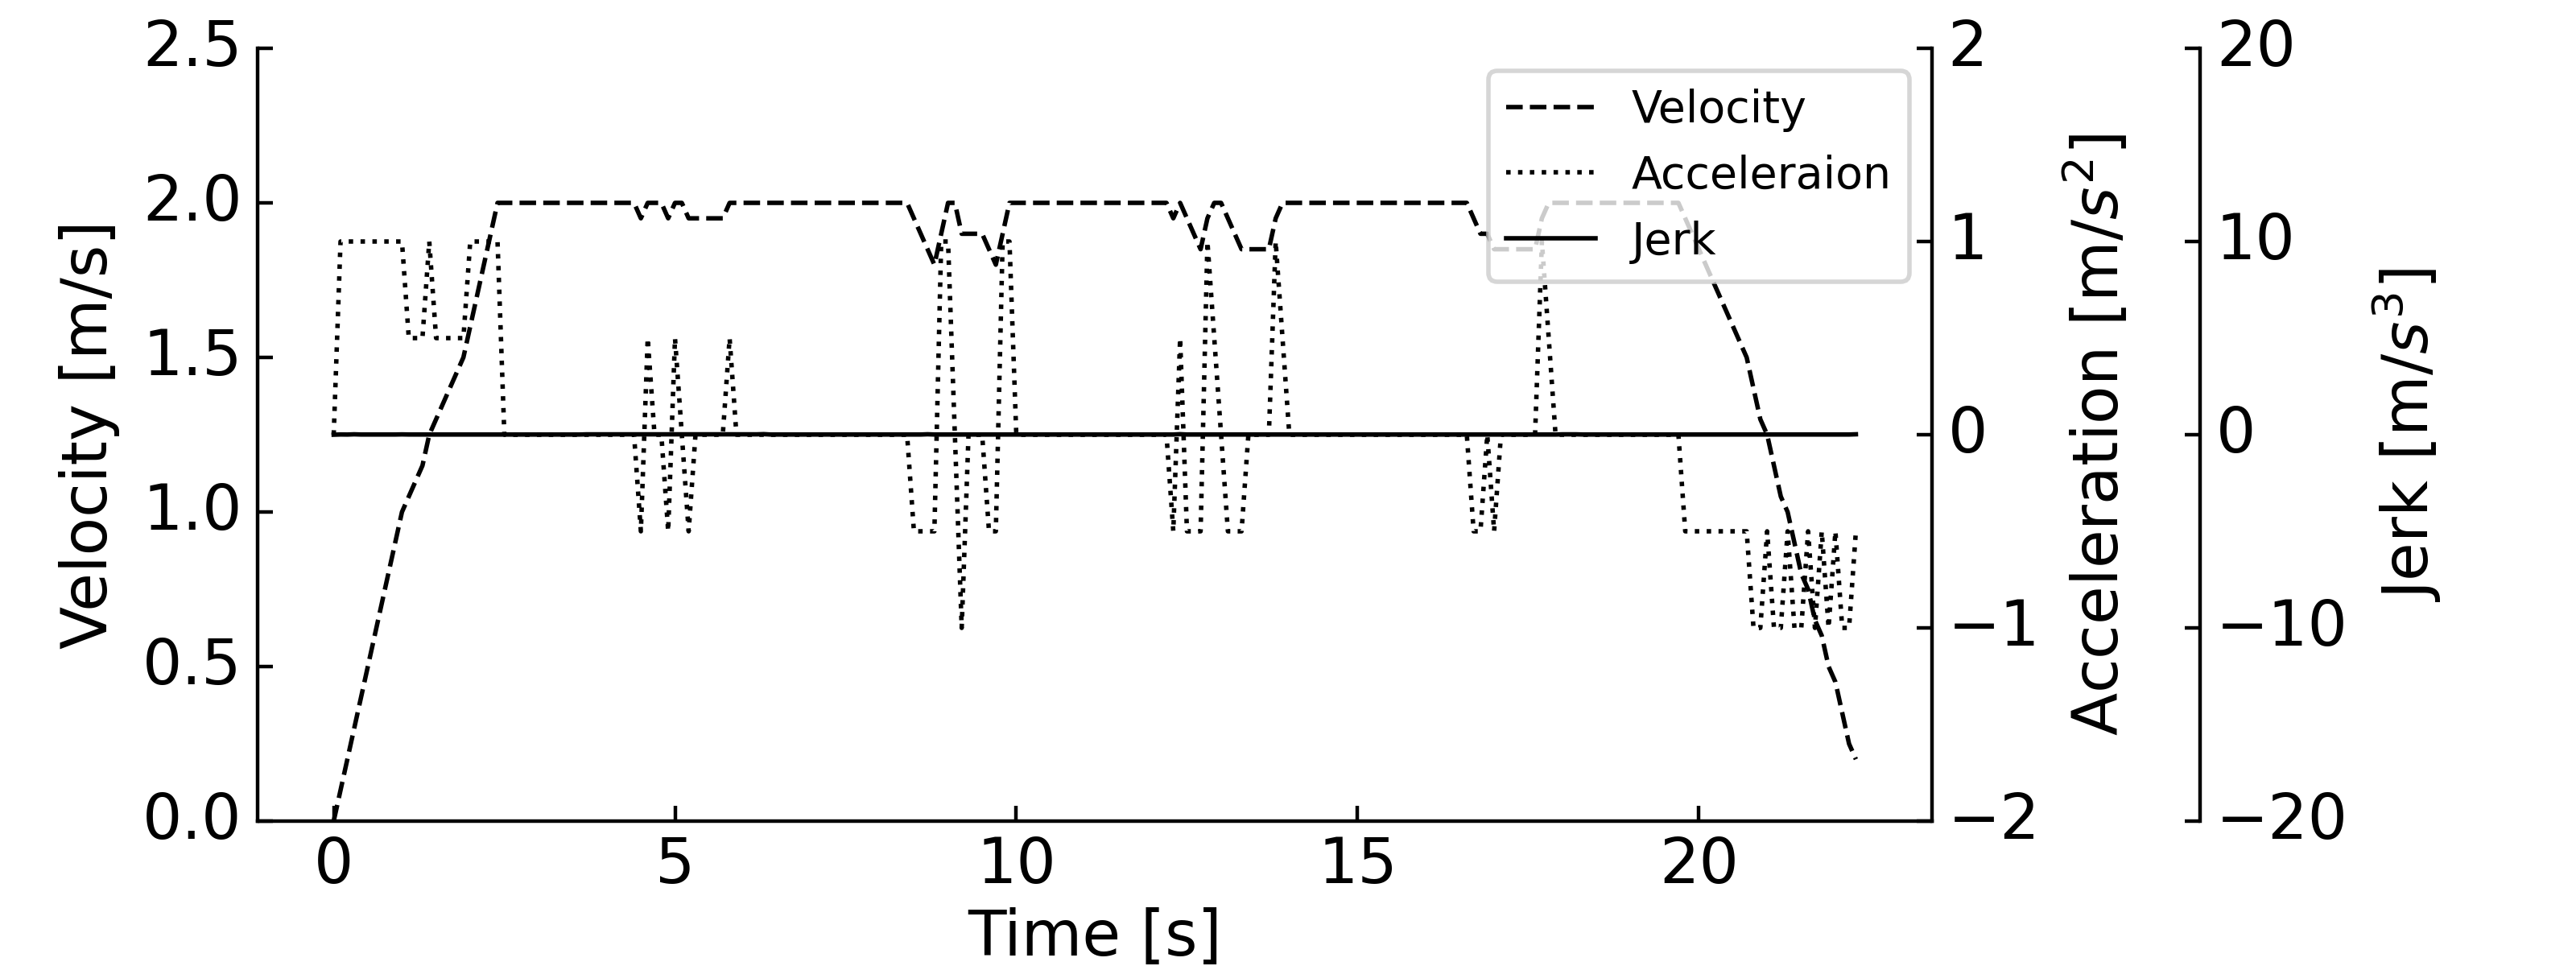 Velocity [m/s]
2.5
2.0
1.5
1.0
0.5
0.0
0 5 10 15 20
Time [s]
Velocity
Acceleraion
Jerk
2
1
0
−1
−2
Acceleration [m/s²]
20
10
0
−10
−20
Jerk [m/s³]